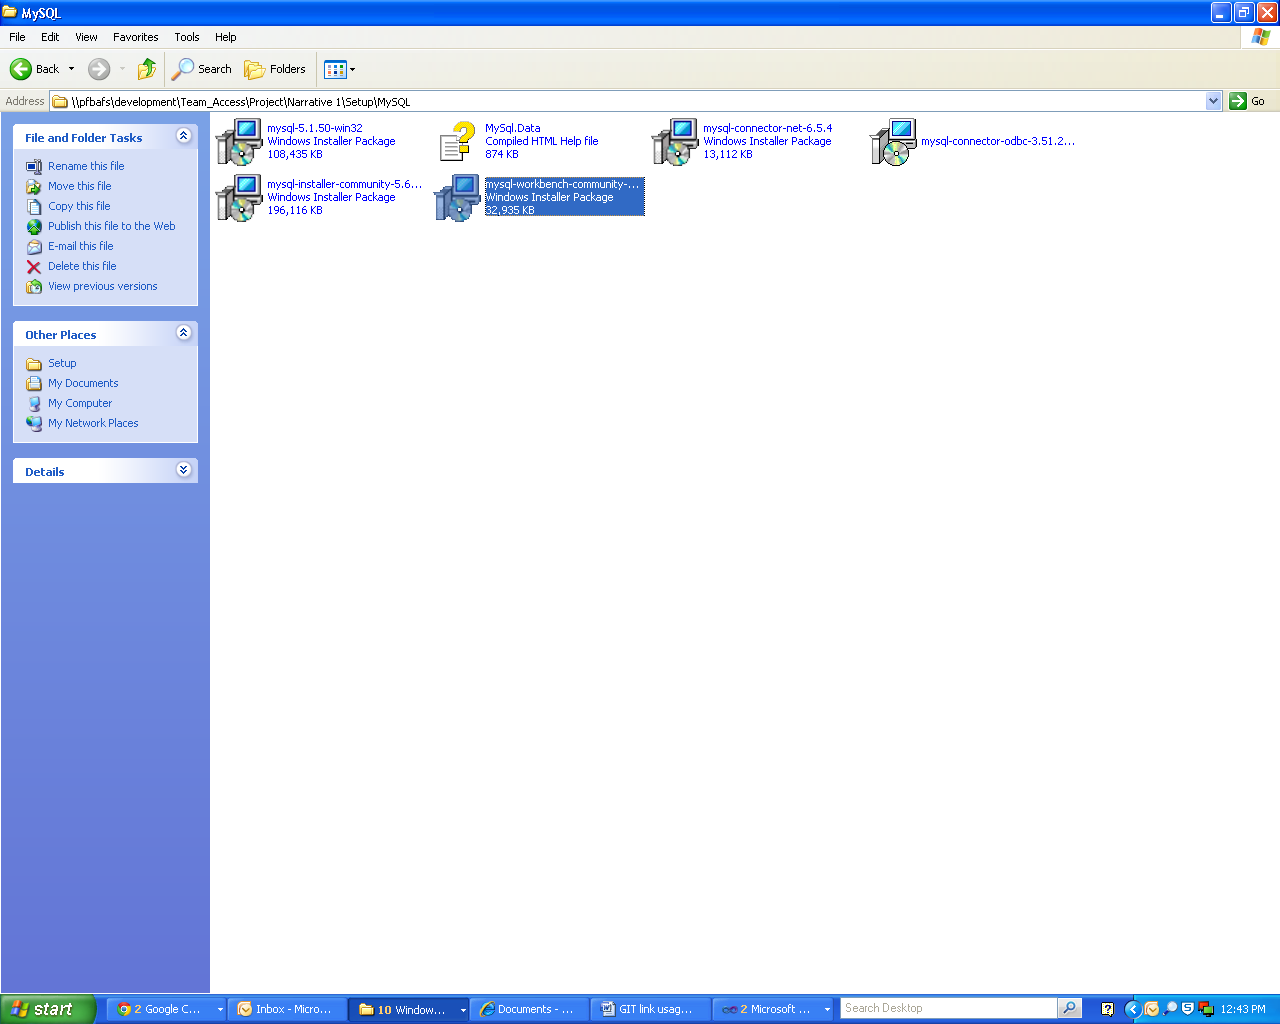 MySQL
File Edit View Favorites Tools Help
Back Search Folders
Address \\pfbafs\development\Team_Access\Project\Narrative 1\Setup\MySQL Go
File and Folder Tasks
Rename this file
Move this file
Copy this file
Publish this file to the Web
E-mail this file
Delete this file
View previous versions
Other Places
Setup
My Documents
My Computer
My Network Places
Details
mysql-5.1.50-win32
Windows Installer Package
108,435 KB
MySql.Data
Compiled HTML Help file
874 KB
mysql-connector-net-6.5.4
Windows Installer Package
13,112 KB
mysql-connector-odbc-3.51.2...
mysql-installer-community-5.6...
Windows Installer Package
196,116 KB
mysql-workbench-community-...
Windows Installer Package
32,935 KB
start 2 Google C... Inbox - Micro... 10 Window... Documents - ... GIT link usag... 2 Microsoft ... Search Desktop 12:43 PM